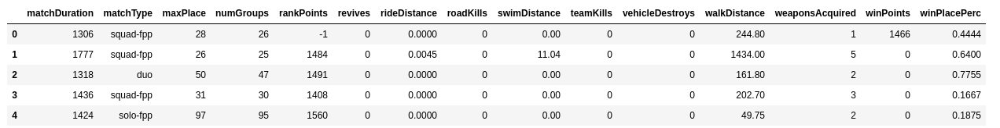 matchDuration matchType maxPlace numGroups rankPoints revives rideDistance roadKills swimDistance teamKills vehicleDestroys walkDistance weaponsAcquired winPoints winPlacePerc
0 1306 squad-fpp 28 26 -1 0 0.0000 0 0.00 0 0 244.80 1 1466 0.4444
1 1777 squad-fpp 26 25 1484 0 0.0045 0 11.04 0 0 1434.00 5 0 0.6400
2 1318 duo 50 47 1491 0 0.0000 0 0.00 0 0 161.80 2 0 0.7755
3 1436 squad-fpp 31 30 1408 0 0.0000 0 0.00 0 0 202.70 3 0 0.1667
4 1424 solo-fpp 97 95 1560 0 0.0000 0 0.00 0 0 49.75 2 0 0.1875